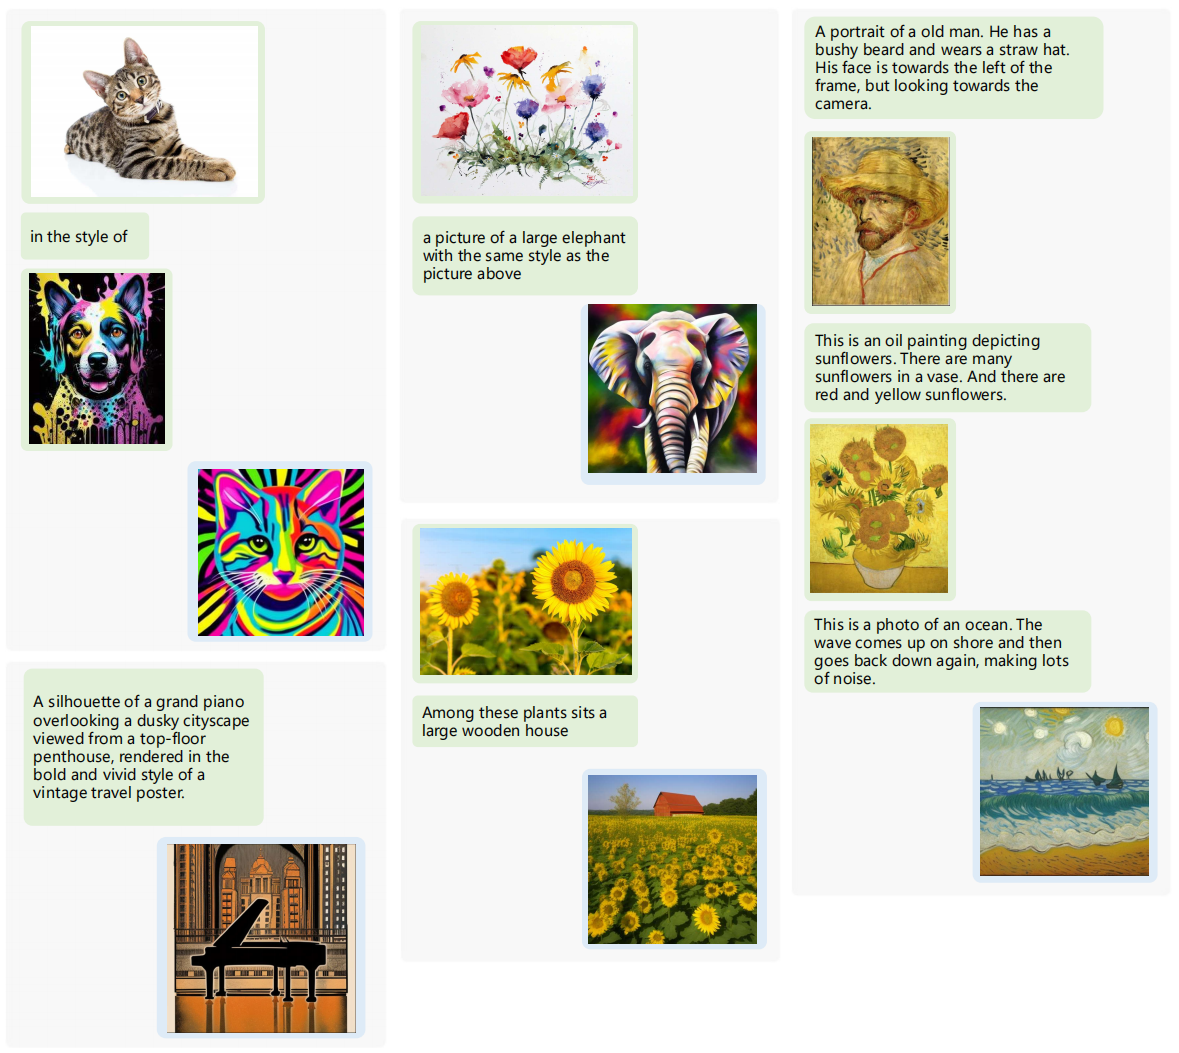 in the style of
A silhouette of a grand piano
overlooking a dusky cityscape
viewed from a top-floor
penthouse, rendered in the
bold and vivid style of a
vintage travel poster.
a picture of a large elephant
with the same style as the
picture above
Among these plants sits a
large wooden house
A portrait of a old man. He has a
bushy beard and wears a straw hat.
His face is towards the left of the
frame, but looking towards the
camera.
This is an oil painting depicting
sunflowers. There are many
sunflowers in a vase. And there are
red and yellow sunflowers.
This is a photo of an ocean. The
wave comes up on shore and then
goes back down again, making lots
of noise.